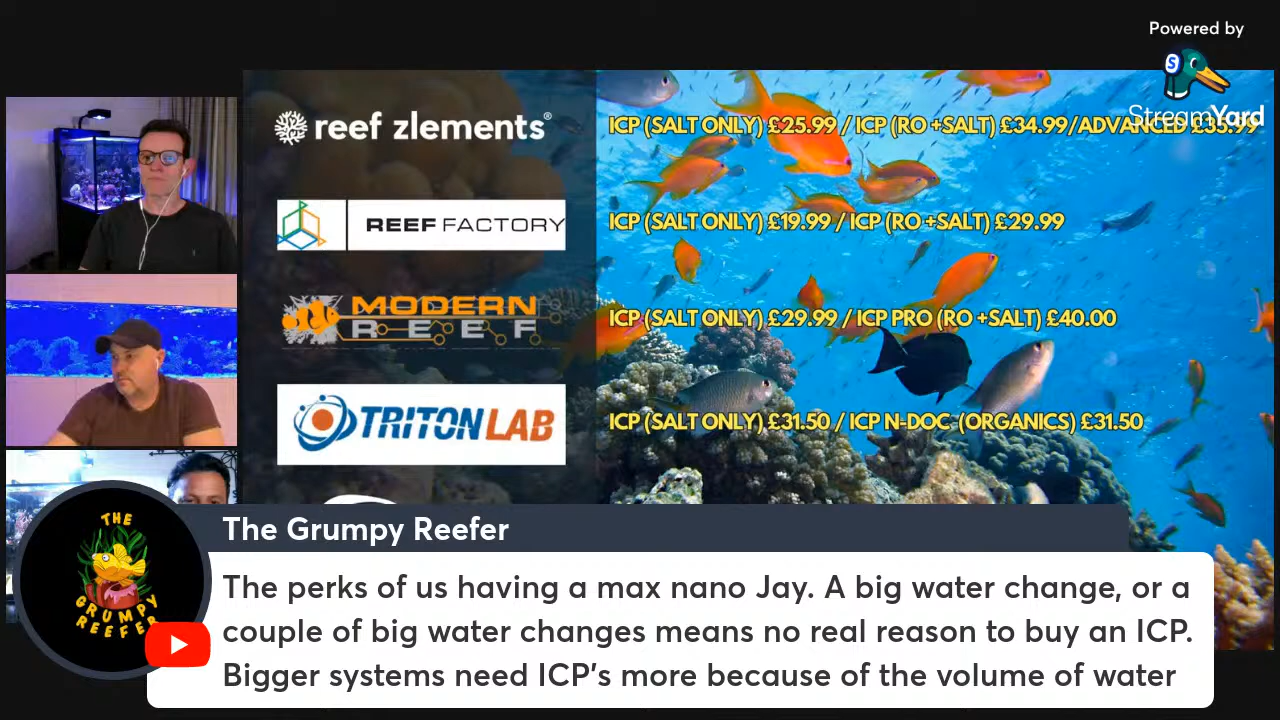 Powered by
StreamYard
reef zlements®
ICP (SALT ONLY) £25.99 / ICP (RO +SALT) £34.99/ADVANCED £35.99
REEF FACTORY
ICP (SALT ONLY) £19.99 / ICP (RO +SALT) £29.99
MODERN
REEF
ICP (SALT ONLY) £29.99 / ICP PRO (RO +SALT) £40.00
TRITON LAB
ICP (SALT ONLY) £31.50 / ICP N-DOC (ORGANICS) £31.50
THE
GRUMPY
REEFER
The Grumpy Reefer
The perks of us having a max nano Jay. A big water change, or a
couple of big water changes means no real reason to buy an ICP.
Bigger systems need ICP's more because of the volume of water